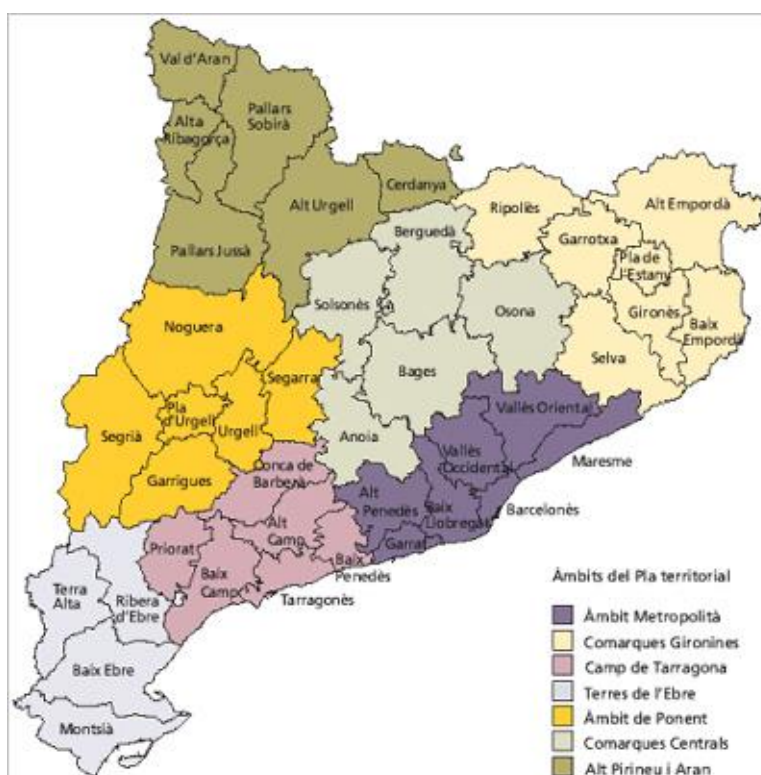 Val d'Aran
Pallars
Sobirà
Alta
Ribagorça
Cerdanya
Alt Urgell
Pallars Jussà
Ripollès
Alt Empordà
Berguedà
Garrotxa
Pla de
l'Estam
Solsonès
Osona
Gironès
Baix
Empordà
Noguera
Selva
Bages
Segarra
Pla
d'Urgell
Urgell
Segrià
Anoia
Vallès Oriental
Vallès
Occidental
Maresme
Garrigues
Conca de
Barberà
Alt
Penedès
Baix
Llobregat
Barcelonès
Alt
Camp
Garraf
Priorat
Baix
Penedès
Baix
Camp
Tarragonès
Terra
Alta
Ribera
d'Ebre
Baix Ebre
Montsià
Àmbits del Pla territorial
Àmbit Metropolità
Comarques Gironines
Camp de Tarragona
Terres de l'Ebre
Àmbit de Ponent
Comarques Centrals
Alt Pirineu i Aran